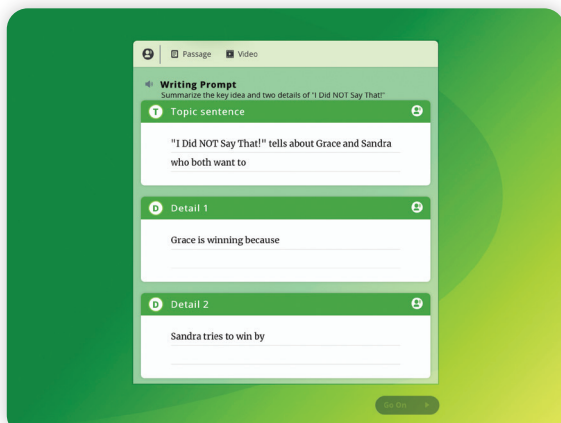 Passage Video
Writing Prompt
Summarize the key idea and two details of "I Did NOT Say That!"
T Topic sentence
"I Did NOT Say That!" tells about Grace and Sandra
who both want to
D Detail 1
Grace is winning because
D Detail 2
Sandra tries to win by
Go On